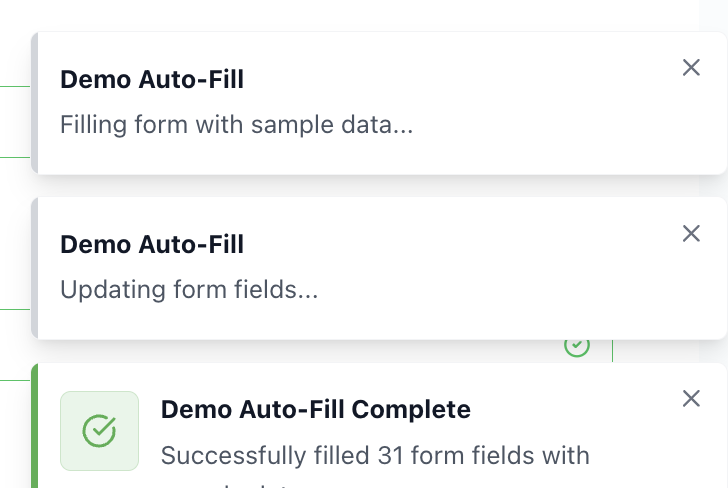 Demo Auto-Fill
Filling form with sample data...
Demo Auto-Fill
Updating form fields...
Demo Auto-Fill Complete
Successfully filled 31 form fields with